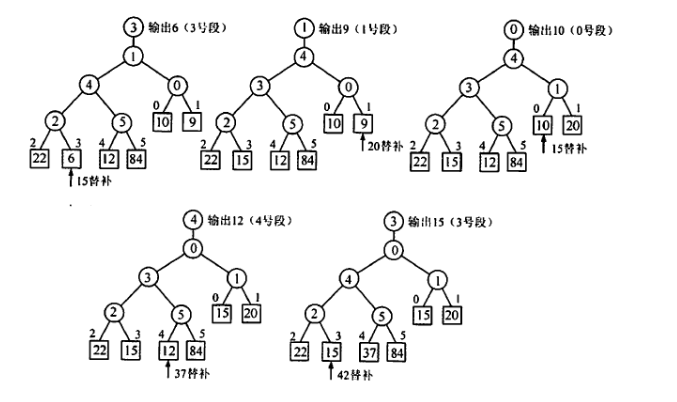 3 输出6（3号段）
1
4 0
0 1
2 5 10 9
2 3 4 5
22 6 12 84
15替补
1 输出9（1号段）
4
3 0
0 1
2 5 10 9
20替补
2 3 4 5
22 15 12 84
0 输出10（0号段）
4
3 1
0 1
2 5 10 20
15替补
2 3 4 5
22 15 12 84
4 输出12（4号段）
0
3 1
0 1
2 5 15 20
2 3 4 5
22 15 12 84
37替补
3 输出15（3号段）
0
4 1
0 1
2 5 15 20
2 3 4 5
22 15 37 84
42替补